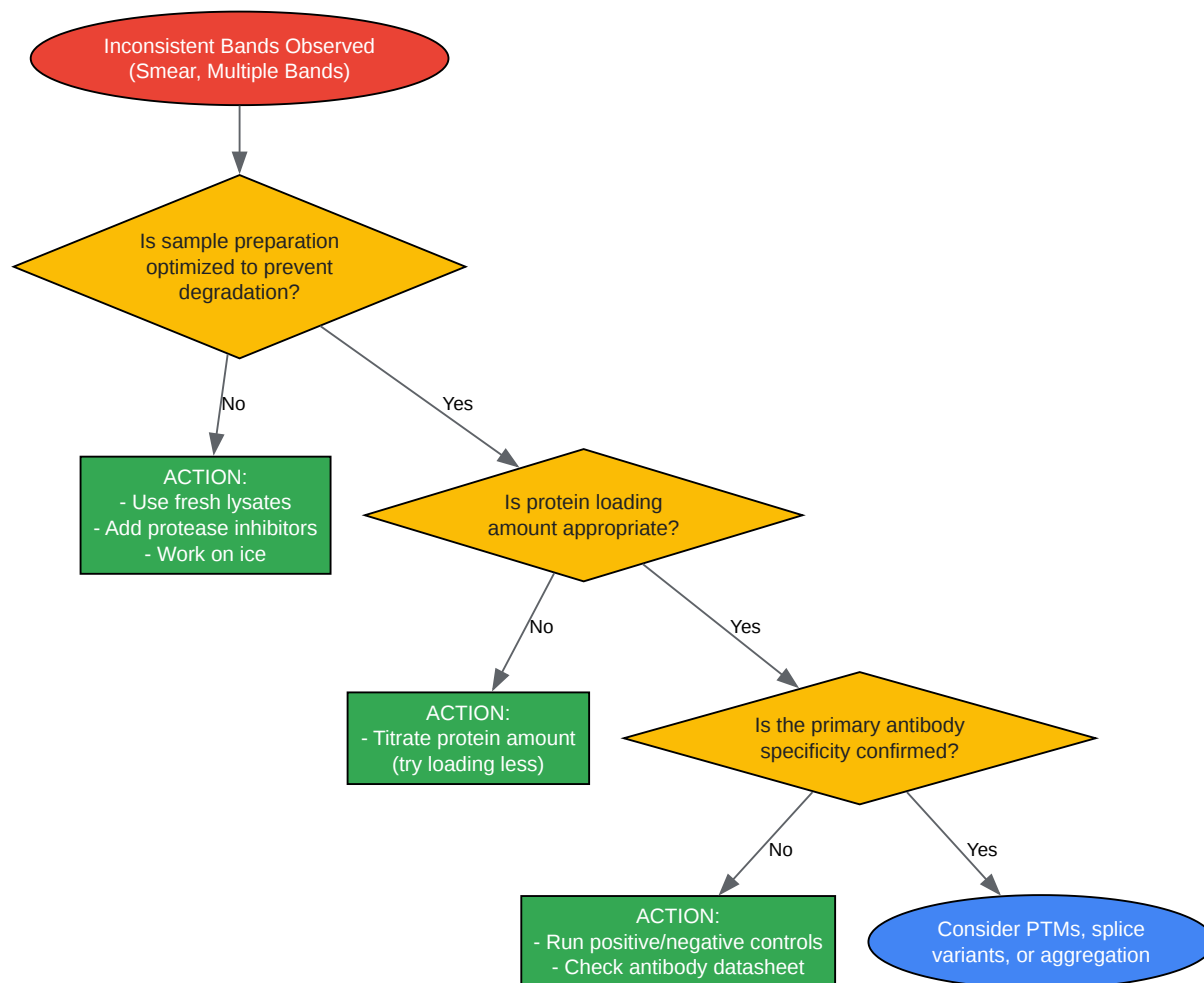 Inconsistent Bands Observed
(Smear, Multiple Bands)
Is sample preparation
optimized to prevent
degradation?
No
Yes
ACTION:
- Use fresh lysates
- Add protease inhibitors
- Work on ice
Is protein loading
amount appropriate?
No
Yes
ACTION:
- Titrate protein amount
(try loading less)
Is the primary antibody
specificity confirmed?
No
Yes
ACTION:
- Run positive/negative controls
- Check antibody datasheet
Consider PTMs, splice
variants, or aggregation